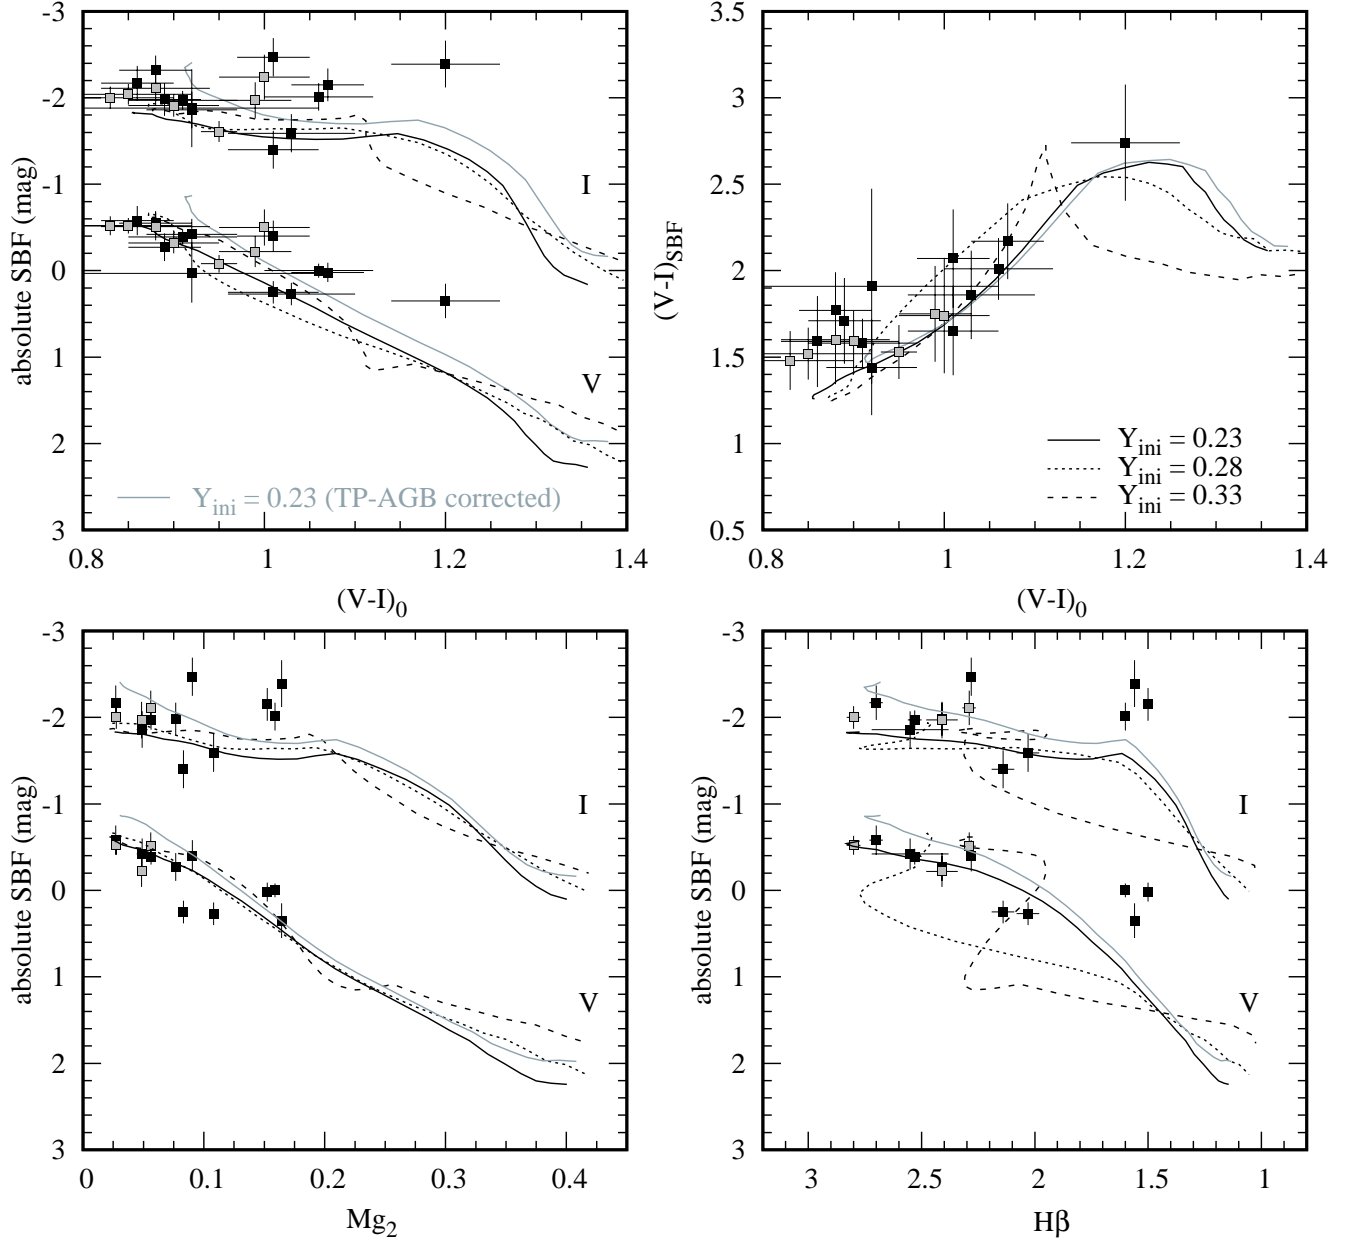 -3
-2
-1
0
1
2
3
absolute SBF (mag)
I
V
Y_ini = 0.23 (TP-AGB corrected)
0.8
1
1.2
1.4
(V-I)_0
3.5
3
2.5
2
1.5
1
0.5
(V-I)_SBF
Y_ini = 0.23
Y_ini = 0.28
Y_ini = 0.33
0.8
1
1.2
1.4
(V-I)_0
-3
-2
-1
0
1
2
3
absolute SBF (mag)
I
V
0
0.1
0.2
0.3
0.4
Mg_2
-3
-2
-1
0
1
2
3
absolute SBF (mag)
I
V
3
2.5
2
1.5
1
Hβ